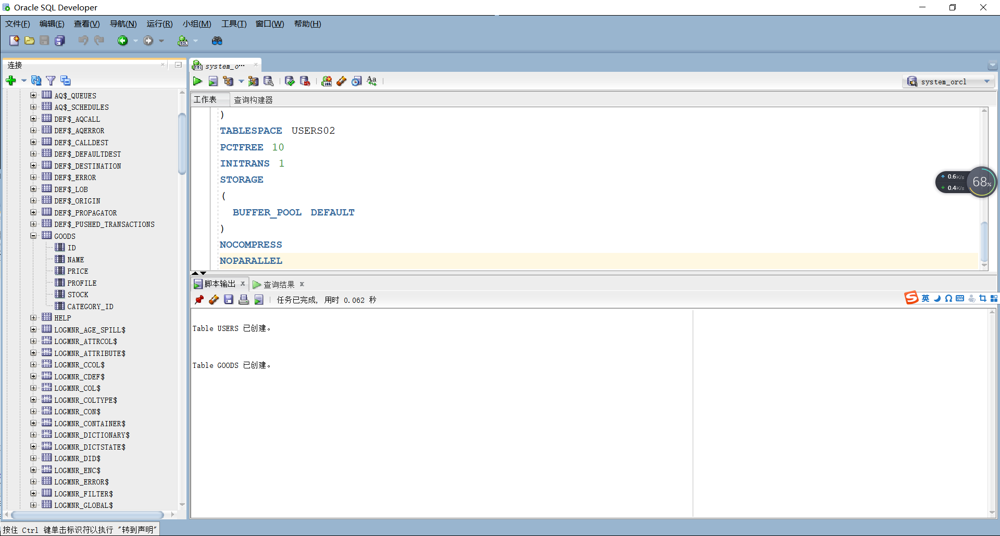 Oracle SQL Developer
文件(F) 编辑(E) 查看(V) 导航(N) 运行(R) 小组(M) 工具(T) 窗口(W) 帮助(H)
连接
AQ$_QUEUES
AQ$_SCHEDULES
DEF$_AQCALL
DEF$_AQERROR
DEF$_CALLDEST
DEF$_DEFAULTDEST
DEF$_DESTINATION
DEF$_ERROR
DEF$_LOB
DEF$_ORIGIN
DEF$_PROPAGATOR
DEF$_PUSHED_TRANSACTIONS
GOODS
ID
NAME
PRICE
PROFILE
STOCK
CATEGORY_ID
HELP
LOGMNR_AGE_SPILL$
LOGMNR_ATTRCOL$
LOGMNR_ATTRIBUTE$
LOGMNR_CCOL$
LOGMNR_CDEF$
LOGMNR_COL$
LOGMNR_COLTYPE$
LOGMNR_CON$
LOGMNR_CONTAINER$
LOGMNR_DICTIONARY$
LOGMNR_DICTSTATE$
LOGMNR_DID$
LOGMNR_ENC$
LOGMNR_ERROR$
LOGMNR_FILTER$
LOGMNR_GLOBAL$
system_o…
system_orcl
工作表 查询构建器
)
TABLESPACE USERS02
PCTFREE 10
INITRANS 1
STORAGE
(
BUFFER_POOL DEFAULT
)
NOCOMPRESS
NOPARALLEL
0.6K/s
0.4K/s
68%
脚本输出 查询结果
任务已完成, 用时 0.062 秒
英
Table USERS 已创建。
Table GOODS 已创建。
按住 Ctrl 键单击标识符以执行 "转到声明"